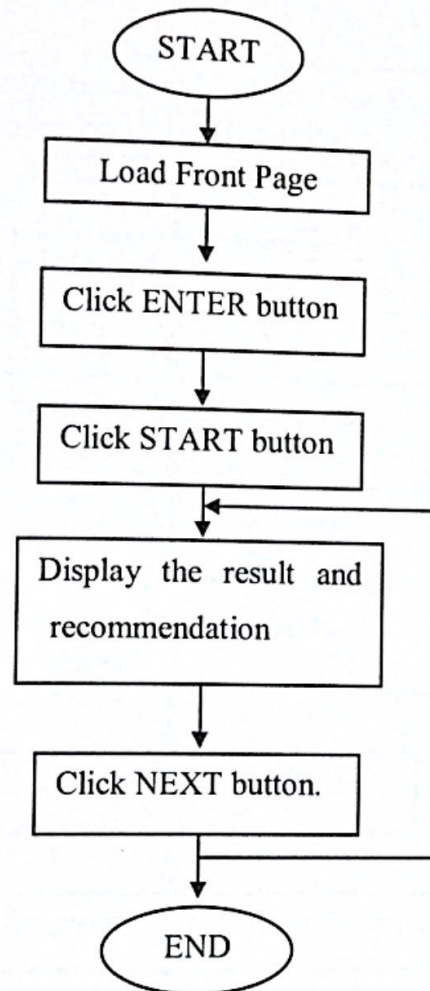 START
Load Front Page
Click ENTER button
Click START button
Display the result and
recommendation
Click NEXT button.
END